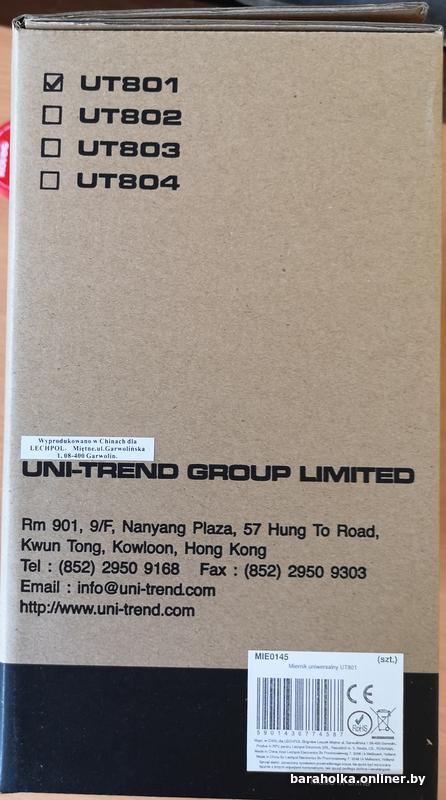 UT801
UT802
UT803
UT804
Wyprodukowano w Chinach dla
LECHPOL- Miętne.ul.Garwolińska
1, 08-400 Garwolin.
UNI-TREND GROUP LIMITED
Rm 901, 9/F, Nanyang Plaza, 57 Hung To Road,
Kwun Tong, Kowloon, Hong Kong
Tel : (852) 2950 9168 Fax : (852) 2950 9303
Email : info@uni-trend.com
http://www.uni-trend.com
MIE0145 (szt.)
Miernik uniwersalny UT801
CE
5901436774587
RoHS
baraholka.onliner.by